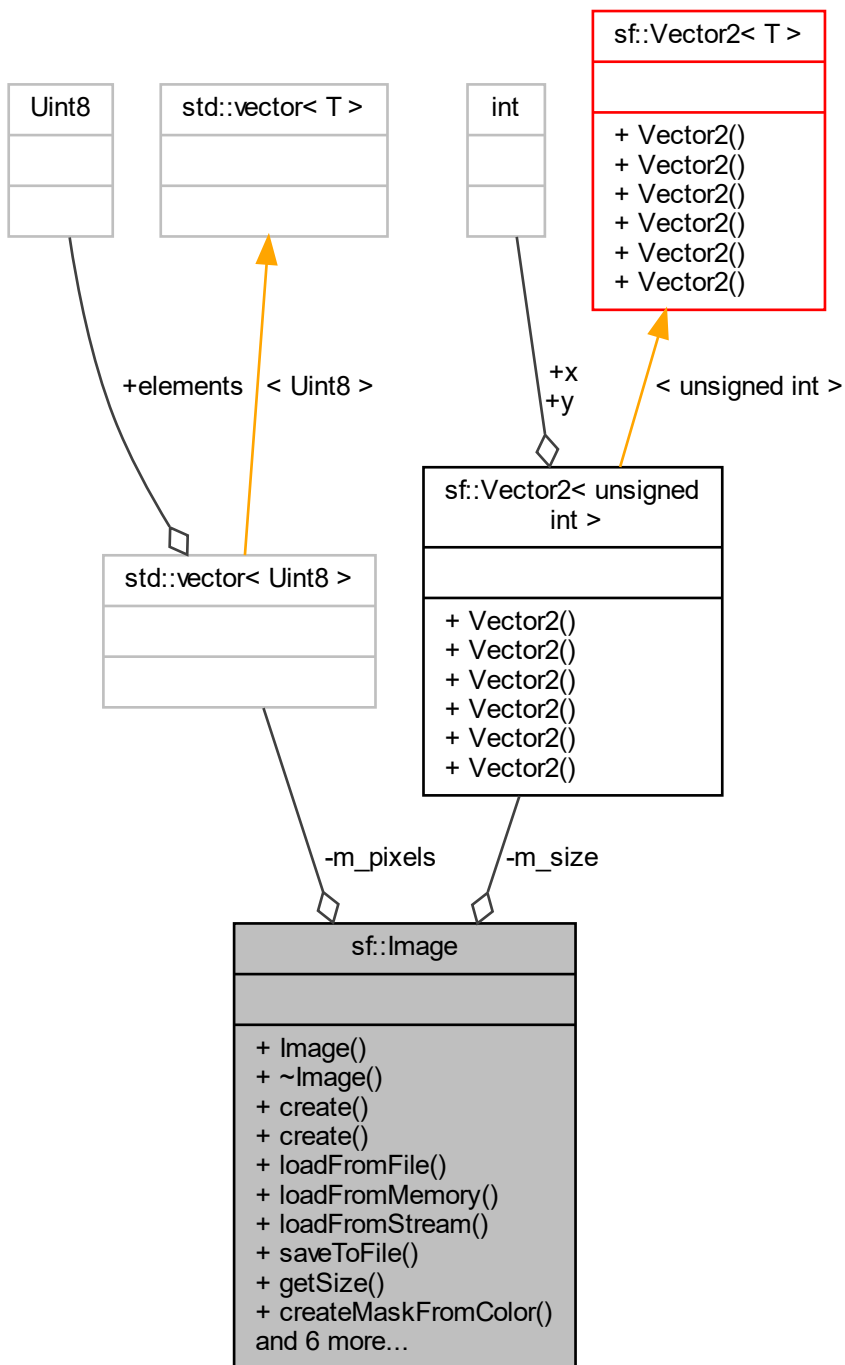 sf::Vector2< T >
+ Vector2()
+ Vector2()
+ Vector2()
+ Vector2()
+ Vector2()
+ Vector2()
Uint8
std::vector< T >
int
+elements
< Uint8 >
+x
+y
< unsigned int >
std::vector< Uint8 >
sf::Vector2< unsigned
int >
+ Vector2()
+ Vector2()
+ Vector2()
+ Vector2()
+ Vector2()
+ Vector2()
-m_pixels
-m_size
sf::Image
+ Image()
+ ~Image()
+ create()
+ create()
+ loadFromFile()
+ loadFromMemory()
+ loadFromStream()
+ saveToFile()
+ getSize()
+ createMaskFromColor()
and 6 more...